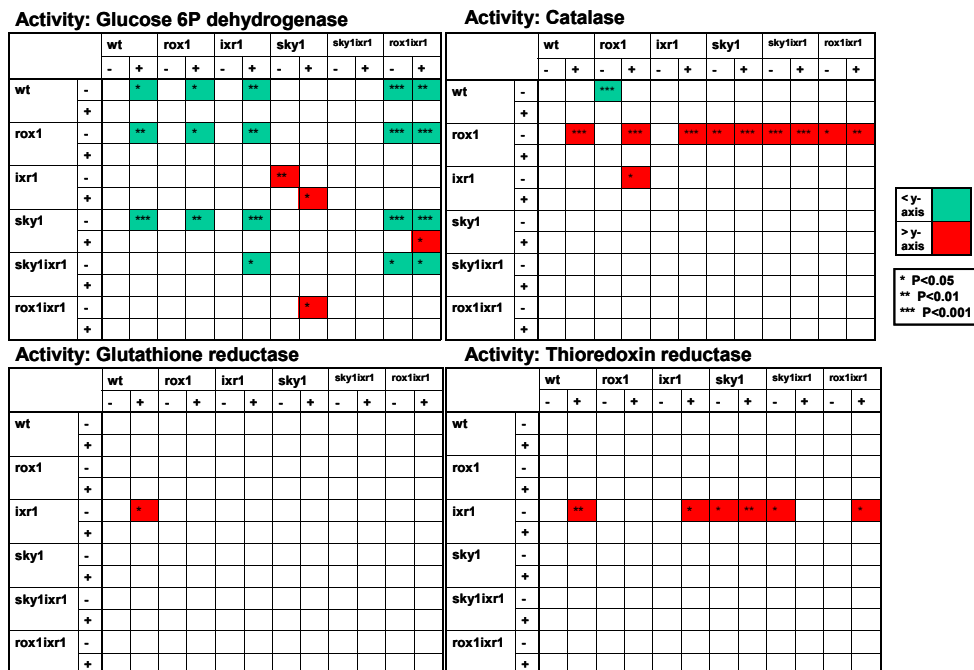 Activity: Glucose 6P dehydrogenase
wt rox1 ixr1 sky1 sky1ixr1 rox1ixr1
- + - + - + - + - + - +
wt - * * ** *** **
+
rox1 - ** * ** *** ***
+
ixr1 - **
+ *
sky1 - *** ** *** *** ***
+ *
sky1ixr1 - * * *
+
rox1ixr1 - *
+
Activity: Catalase
wt rox1 ixr1 sky1 sky1ixr1 rox1ixr1
- + - + - + - + - + - +
wt - ***
+
rox1 - *** *** *** ** *** *** *** * **
+
ixr1 - *
+
sky1 -
+
sky1ixr1 -
+
rox1ixr1 -
+
< y-
axis
> y-
axis
* P<0.05
** P<0.01
*** P<0.001
Activity: Glutathione reductase
wt rox1 ixr1 sky1 sky1ixr1 rox1ixr1
- + - + - + - + - + - +
wt -
+
rox1 -
+
ixr1 - *
+
sky1 -
+
sky1ixr1 -
+
rox1ixr1 -
+
Activity: Thioredoxin reductase
wt rox1 ixr1 sky1 sky1ixr1 rox1ixr1
- + - + - + - + - + - +
wt -
+
rox1 -
+
ixr1 - ** * * ** * *
+
sky1 -
+
sky1ixr1 -
+
rox1ixr1 -
+